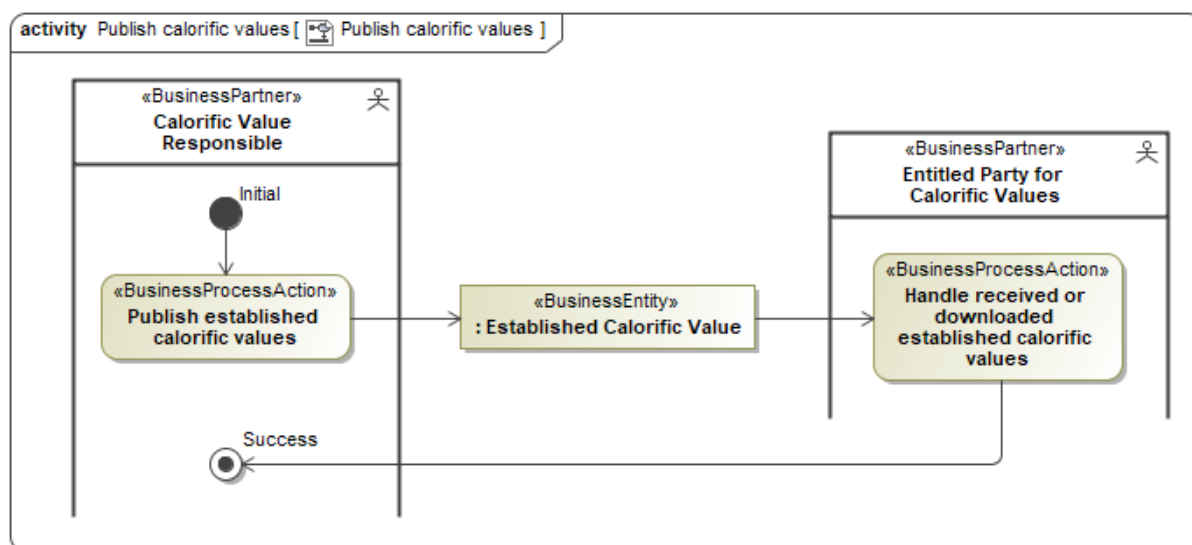 activity Publish calorific values [ Publish calorific values ]
«BusinessPartner»
Calorific Value
Responsible
Initial
«BusinessProcessAction»
Publish established
calorific values
«BusinessEntity»
: Established Calorific Value
«BusinessPartner»
Entitled Party for
Calorific Values
«BusinessProcessAction»
Handle received or
downloaded
established calorific
values
Success